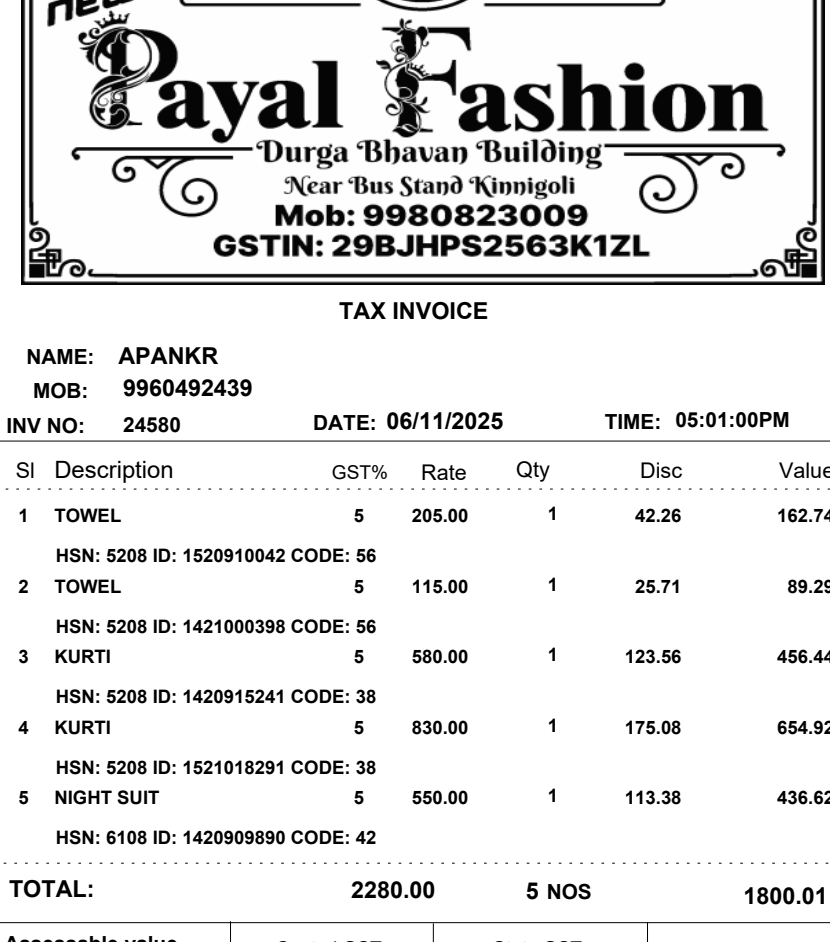 new
Payal Fashion
Durga Bhavan Building
Near Bus Stand Kinnigoli
Mob: 9980823009
GSTIN: 29BJHPS2563K1ZL
TAX INVOICE
NAME: APANKR
MOB: 9960492439
INV NO: 24580 DATE: 06/11/2025 TIME: 05:01:00PM
Sl Description GST% Rate Qty Disc Value
1 TOWEL 5 205.00 1 42.26 162.74
HSN: 5208 ID: 1520910042 CODE: 56
2 TOWEL 5 115.00 1 25.71 89.29
HSN: 5208 ID: 1421000398 CODE: 56
3 KURTI 5 580.00 1 123.56 456.44
HSN: 5208 ID: 1420915241 CODE: 38
4 KURTI 5 830.00 1 175.08 654.92
HSN: 5208 ID: 1521018291 CODE: 38
5 NIGHT SUIT 5 550.00 1 113.38 436.62
HSN: 6108 ID: 1420909890 CODE: 42
TOTAL: 2280.00 5 NOS 1800.01